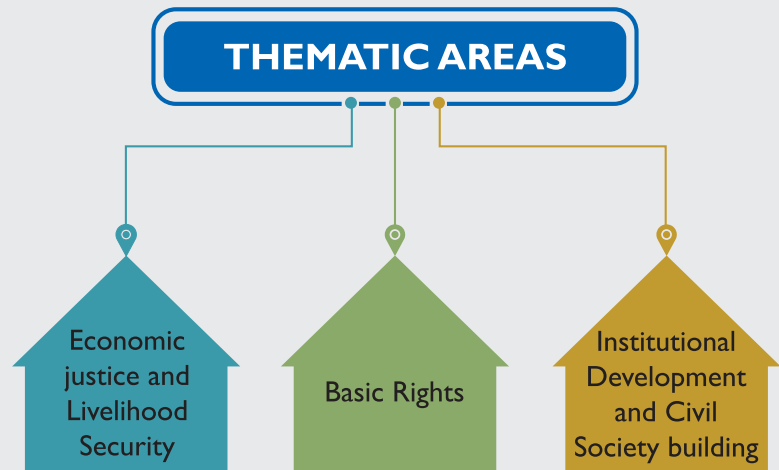 THEMATIC AREAS
Economic
justice and
Livelihood
Security
Basic Rights
Institutional
Development
and Civil
Society building